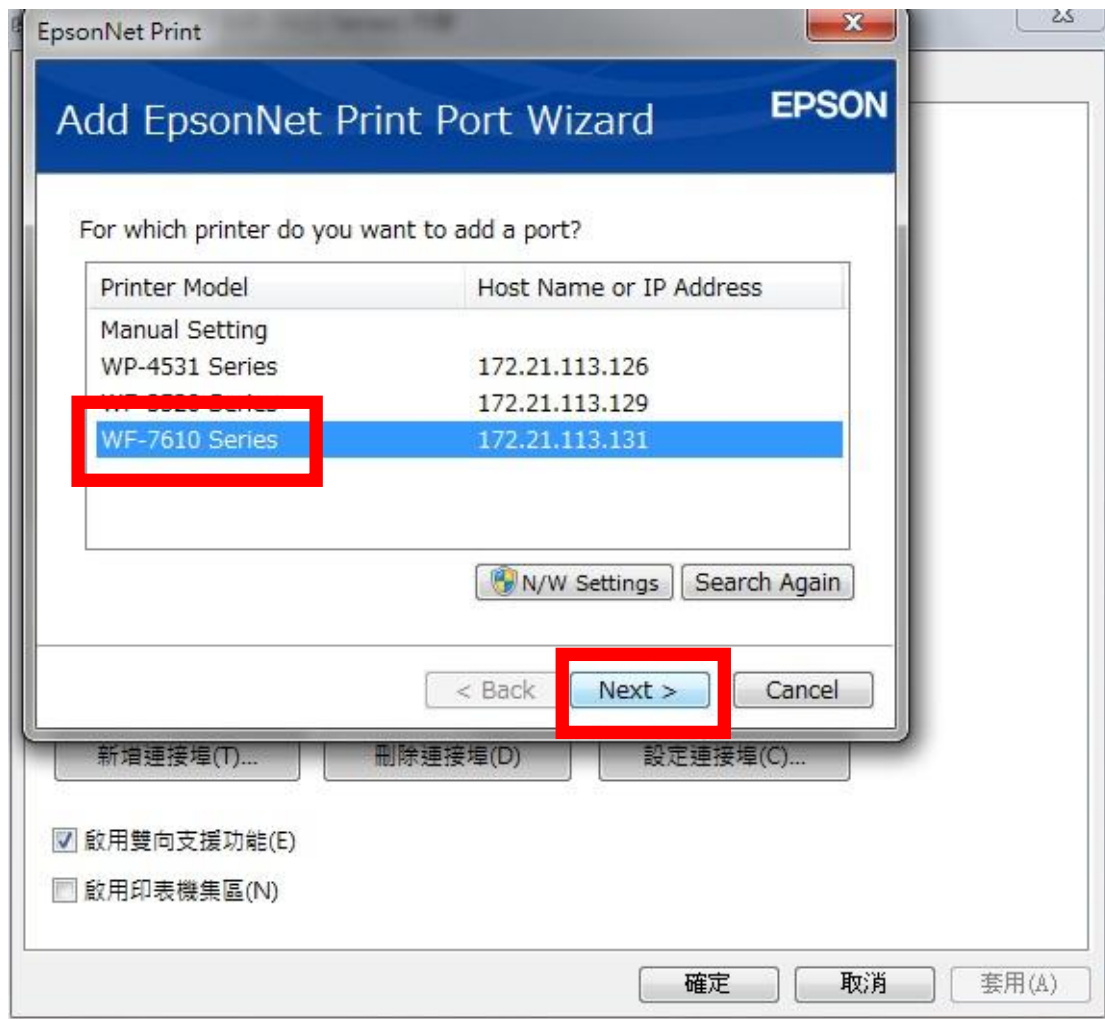 EpsonNet Print
Add EpsonNet Print Port Wizard
EPSON
For which printer do you want to add a port?
Printer Model Host Name or IP Address
Manual Setting
WP-4531 Series 172.21.113.126
Series 172.21.113.129
WF-7610 Series 172.21.113.131
N/W Settings Search Again
< Back Next > Cancel
新增連接埠(T)... 刪除連接埠(D) 設定連接埠(C)...
啟用雙向支援功能(E)
啟用印表機集區(N)
確定 取消 套用(A)